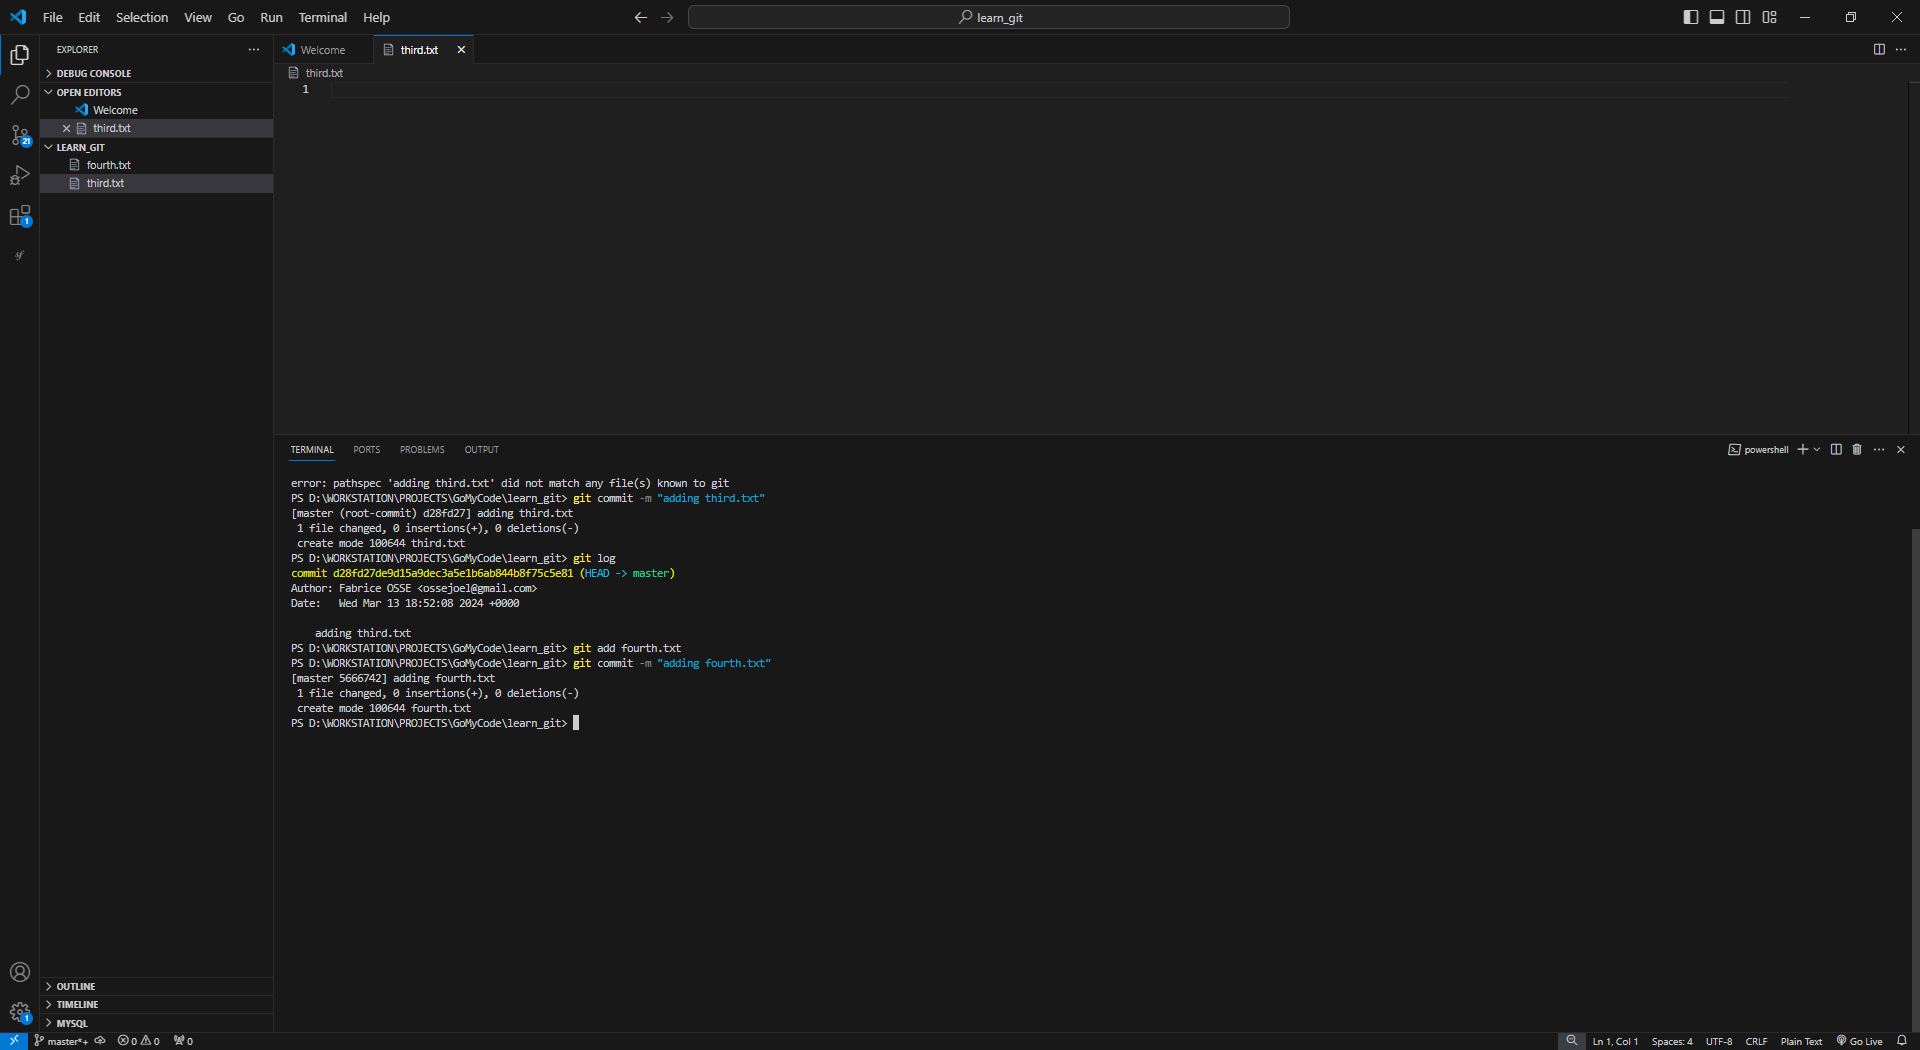 File Edit Selection View Go Run Terminal Help
learn_git
EXPLORER
DEBUG CONSOLE
OPEN EDITORS
Welcome
third.txt
LEARN_GIT
fourth.txt
third.txt
21
1
Welcome
third.txt
third.txt
1
TERMINAL PORTS PROBLEMS OUTPUT
powershell
error: pathspec 'adding third.txt' did not match any file(s) known to git
PS D:\WORKSTATION\PROJECTS\GoMyCode\learn_git> git commit -m "adding third.txt"
[master (root-commit) d28fd27] adding third.txt
1 file changed, 0 insertions(+), 0 deletions(-)
create mode 100644 third.txt
PS D:\WORKSTATION\PROJECTS\GoMyCode\learn_git> git log
commit d28fd27de9d15a9dec3a5e1b6ab844b8f75c5e81 (HEAD -> master)
Author: Fabrice OSSE <ossejoel@gmail.com>
Date:   Wed Mar 13 18:52:08 2024 +0000
adding third.txt
PS D:\WORKSTATION\PROJECTS\GoMyCode\learn_git> git add fourth.txt
PS D:\WORKSTATION\PROJECTS\GoMyCode\learn_git> git commit -m "adding fourth.txt"
[master 5666742] adding fourth.txt
1 file changed, 0 insertions(+), 0 deletions(-)
create mode 100644 fourth.txt
PS D:\WORKSTATION\PROJECTS\GoMyCode\learn_git>
OUTLINE
TIMELINE
MYSQL
1
master*+ 0 0 0
Ln 1, Col 1 Spaces: 4 UTF-8 CRLF Plain Text Go Live